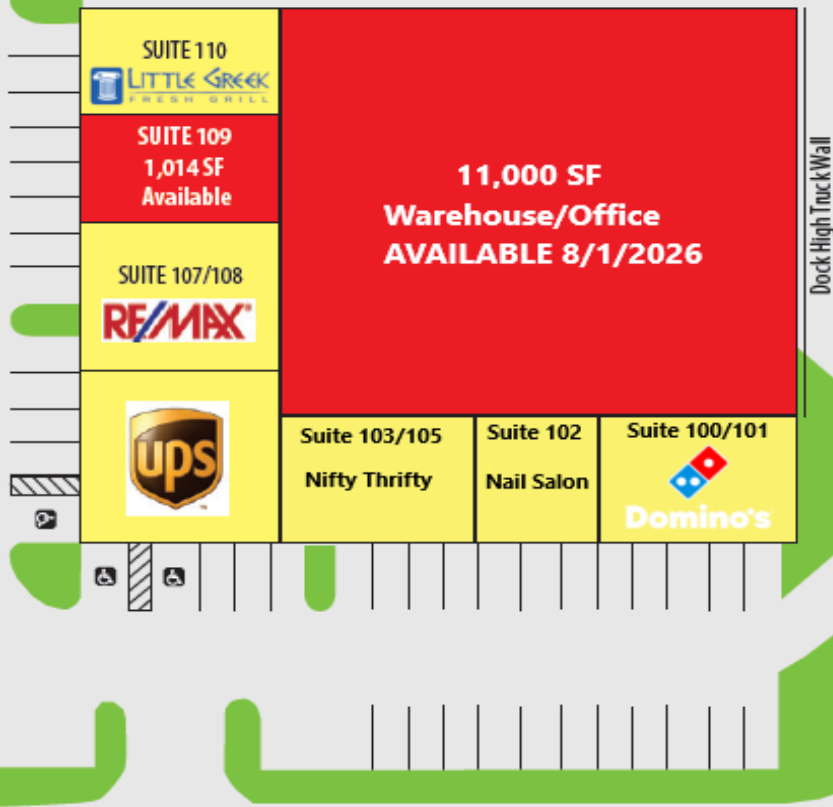 SUITE 110
LITTLE GREEK
FRESH GRILL
SUITE 109
1,014 SF
Available
SUITE 107/108
RE/MAX®
ups
™
11,000 SF
Warehouse/Office
AVAILABLE 8/1/2026
Dock High Truck Wall
Suite 103/105
Nifty Thrifty
Suite 102
Nail Salon
Suite 100/101
Domino's